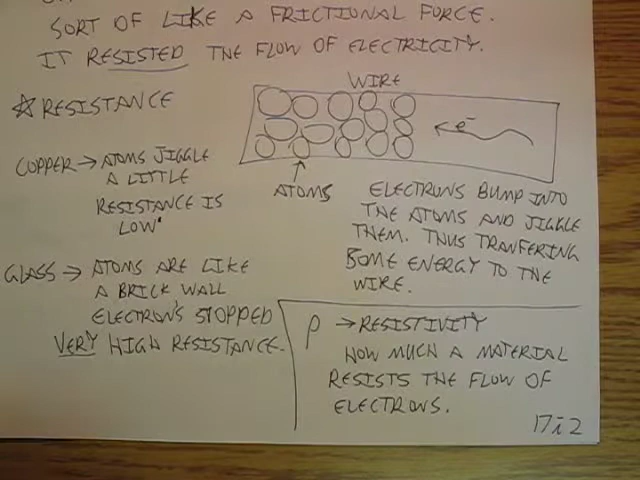 SORT OF LIKE A FRICTIONAL FORCE.
IT RESISTED THE FLOW OF ELECTRICITY.
☆RESISTANCE
WIRE
e⁻
ATOMS
COPPER → ATOMS JIGGLE
A LITTLE
RESISTANCE IS
LOW
ELECTRONS BUMP INTO
THE ATOMS AND JIGGLE
THEM. THUS TRANFERING
SOME ENERGY TO THE
WIRE.
GLASS → ATOMS ARE LIKE
A BRICK WALL
ELECTRONS STOPPED
VERY HIGH RESISTANCE.
ρ → RESISTIVITY
HOW MUCH A MATERIAL
RESISTS THE FLOW OF
ELECTRONS.
17i2